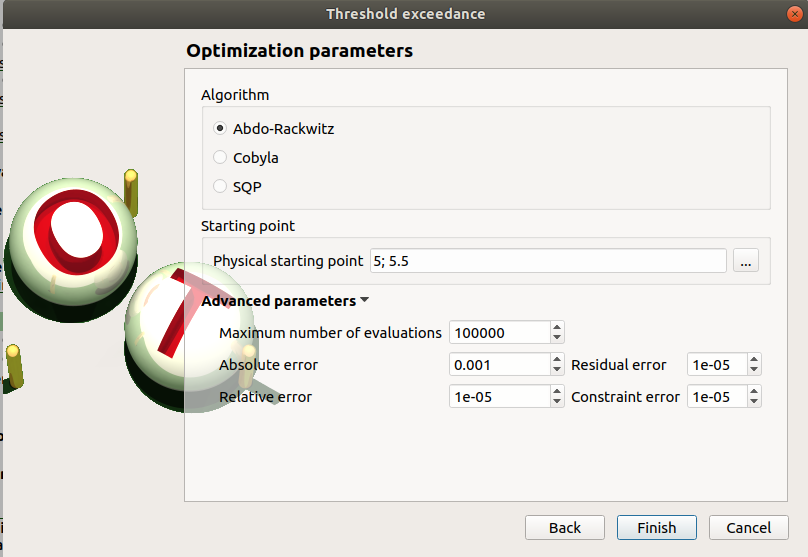 Threshold exceedance
Optimization parameters
Algorithm
Abdo-Rackwitz
Cobyla
SQP
Starting point
Physical starting point 5; 5.5 ...
Advanced parameters
Maximum number of evaluations 100000
Absolute error 0.001 Residual error 1e-05
Relative error 1e-05 Constraint error 1e-05
Back Finish Cancel
O
T